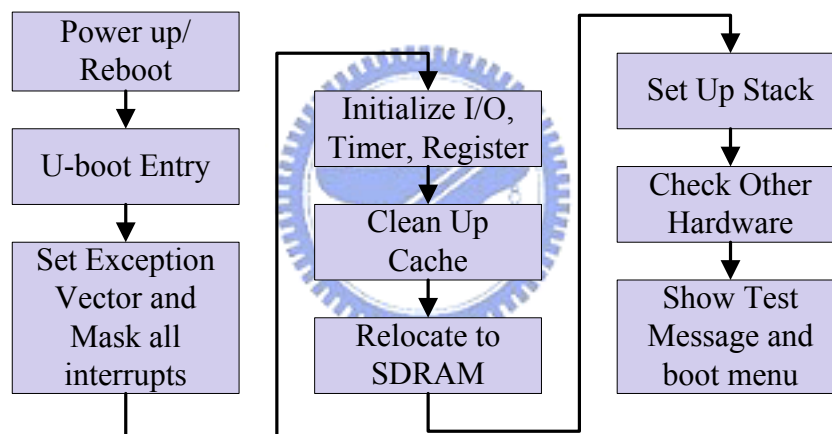 Power up/
Reboot
U-boot Entry
Set Exception
Vector and
Mask all
interrupts
Initialize I/O,
Timer, Register
Clean Up
Cache
Relocate to
SDRAM
Set Up Stack
Check Other
Hardware
Show Test
Message and
boot menu